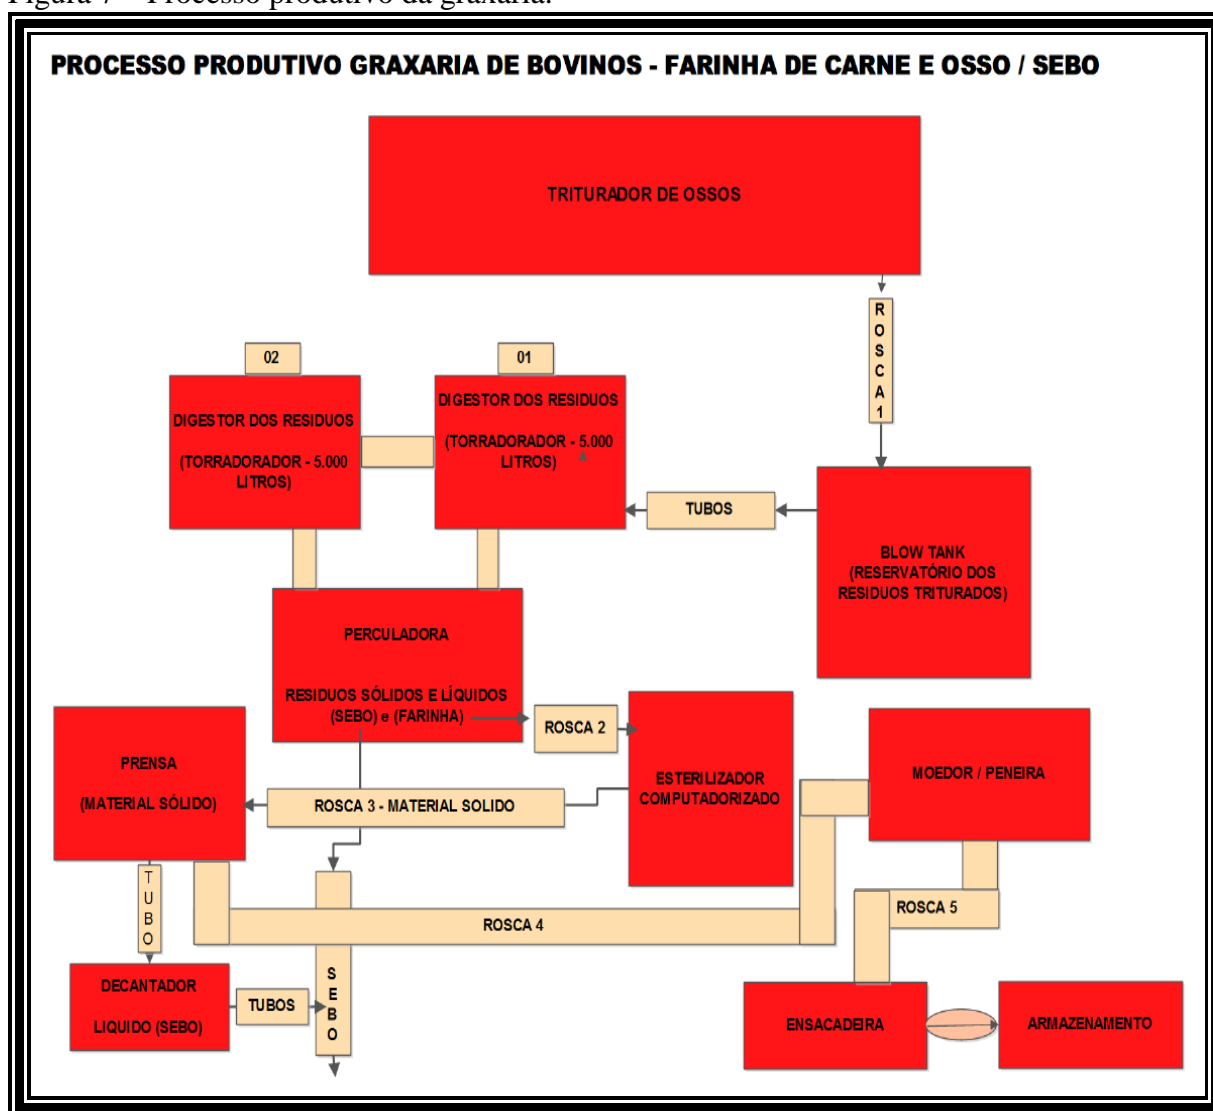 Figura 7 – Processo produtivo da graxaria.
PROCESSO PRODUTIVO GRAXARIA DE BOVINOS - FARINHA DE CARNE E OSSO / SEBO
TRITURADOR DE OSSOS
ROSCA1
02
01
DIGESTOR DOS RESIDUOS
(TORRADORADOR - 5.000
LITROS)
DIGESTOR DOS RESIDUOS
(TORRADORADOR - 5.000
LITROS)
TUBOS
BLOW TANK
(RESERVATÓRIO DOS
RESIDUOS TRITURADOS)
PERCULADORA
RESIDUOS SÓLIDOS E LÍQUIDOS
(SEBO) e (FARINHA)
ROSCA 2
ESTERILIZADOR
COMPUTADORIZADO
MOEDOR / PENEIRA
PRENSA
(MATERIAL SÓLIDO)
ROSCA 3 - MATERIAL SOLIDO
TUBO
ROSCA 4
ROSCA 5
DECANTADOR
LIQUIDO (SEBO)
TUBOS
SEBO
ENSACADEIRA
ARMAZENAMENTO